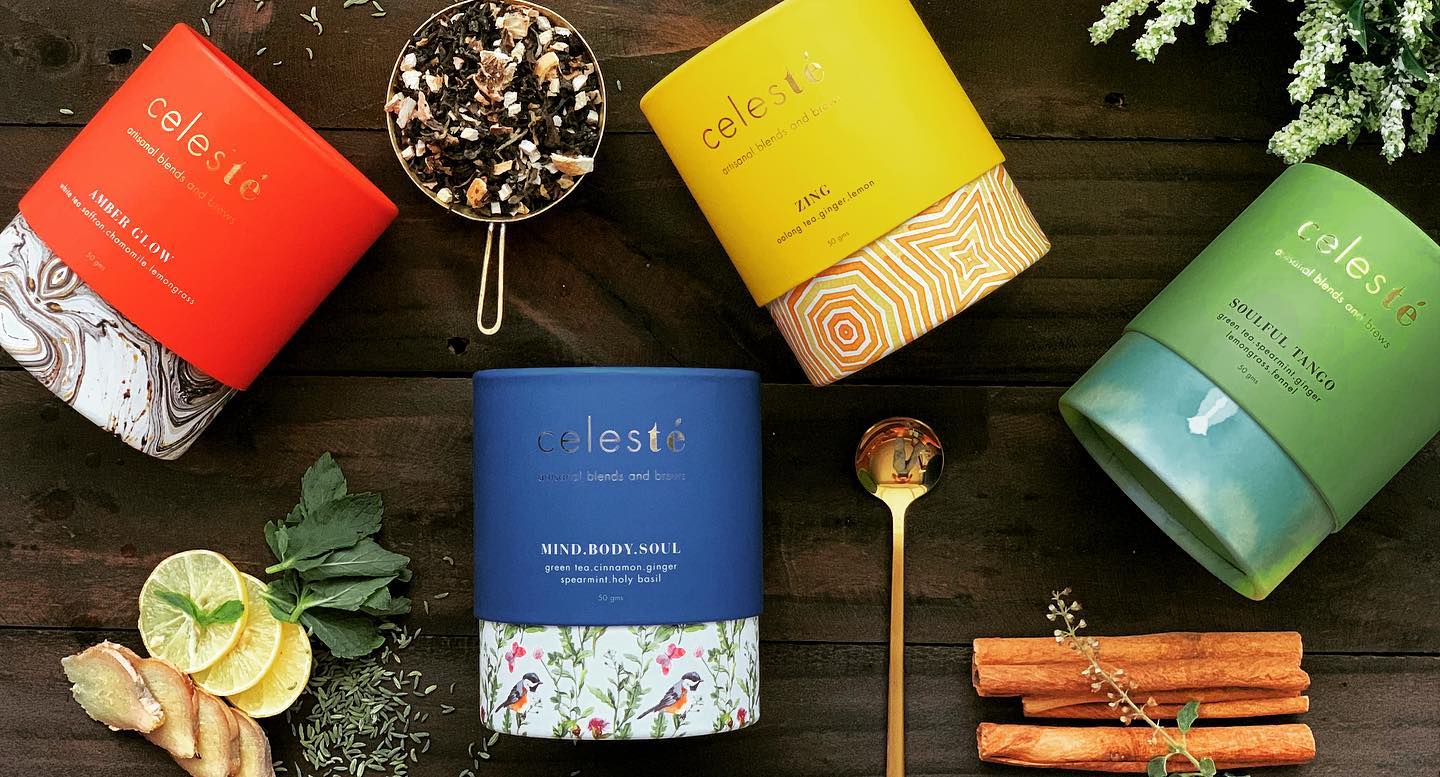 celesté
artisanal blends and brews
AMBER GLOW
white tea.saffron.chamomile.lemongrass
50 gms
celesté
artisanal blends and brews
ZING
oolong tea.ginger.lemon
50 gms
celesté
artisanal blends and brews
SOULFUL TANGO
green tea.spearmint.ginger
lemongrass.fennel
50 gms
celesté
artisanal blends and brews
MIND.BODY.SOUL
green tea.cinnamon.ginger
spearmint.holy basil
50 gms